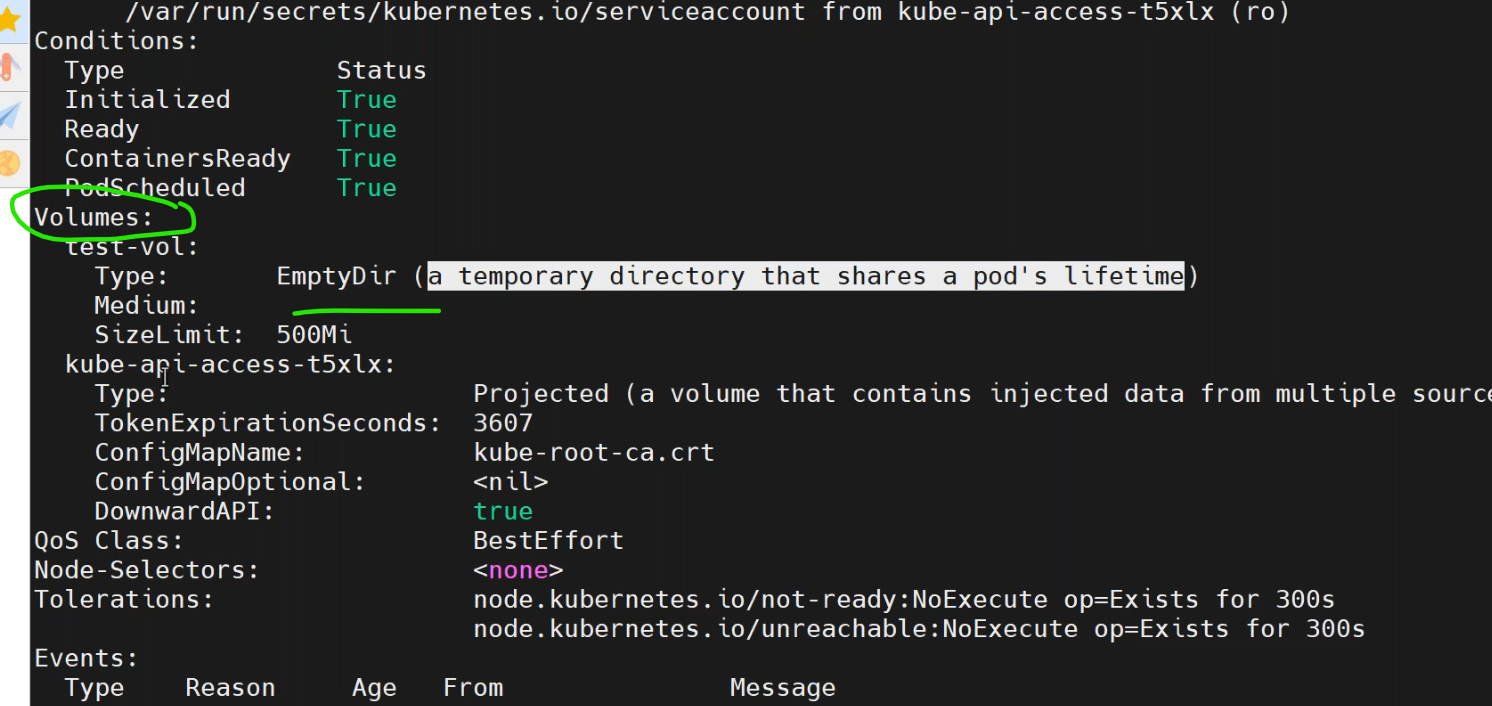 /var/run/secrets/kubernetes.io/serviceaccount from kube-api-access-t5xlx (ro)
Conditions:
Type Status
Initialized True
Ready True
ContainersReady True
PodScheduled True
Volumes:
test-vol:
Type: EmptyDir (a temporary directory that shares a pod's lifetime)
Medium:
SizeLimit: 500Mi
kube-api-access-t5xlx:
Type: Projected (a volume that contains injected data from multiple source
TokenExpirationSeconds: 3607
ConfigMapName: kube-root-ca.crt
ConfigMapOptional: <nil>
DownwardAPI: true
QoS Class: BestEffort
Node-Selectors: <none>
Tolerations: node.kubernetes.io/not-ready:NoExecute op=Exists for 300s
node.kubernetes.io/unreachable:NoExecute op=Exists for 300s
Events:
Type Reason Age From Message